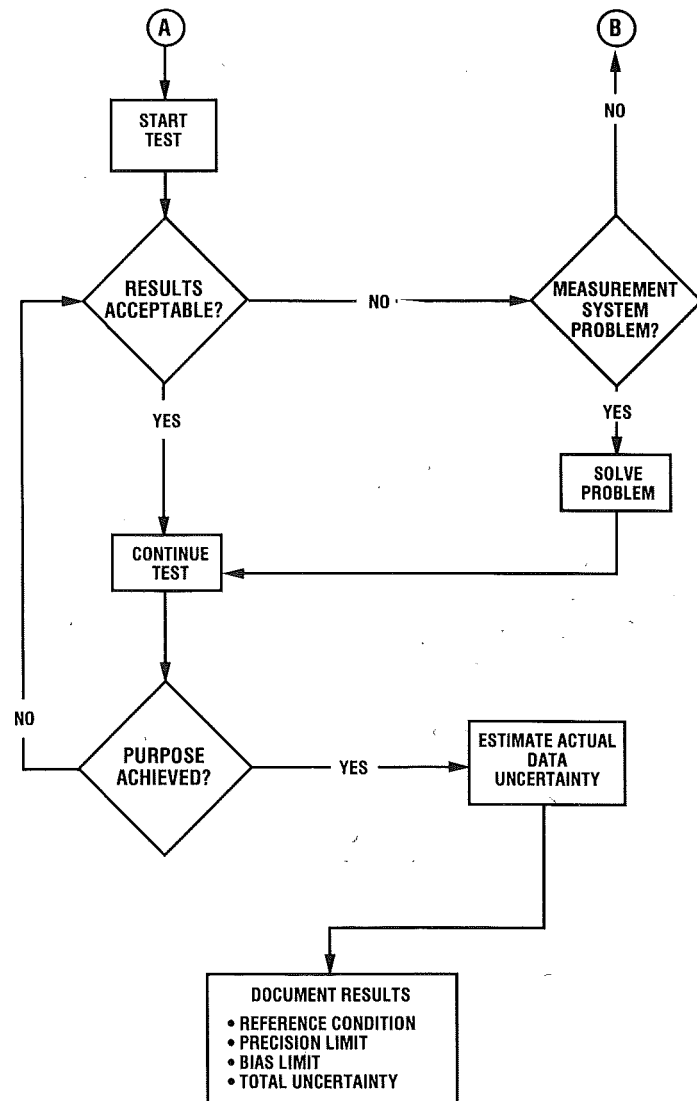 A
B
START
TEST
NO
RESULTS
ACCEPTABLE?
NO
MEASUREMENT
SYSTEM
PROBLEM?
YES
YES
SOLVE
PROBLEM
CONTINUE
TEST
NO
PURPOSE
ACHIEVED?
YES
ESTIMATE ACTUAL
DATA
UNCERTAINTY
DOCUMENT RESULTS
• REFERENCE CONDITION
• PRECISION LIMIT
• BIAS LIMIT
• TOTAL UNCERTAINTY